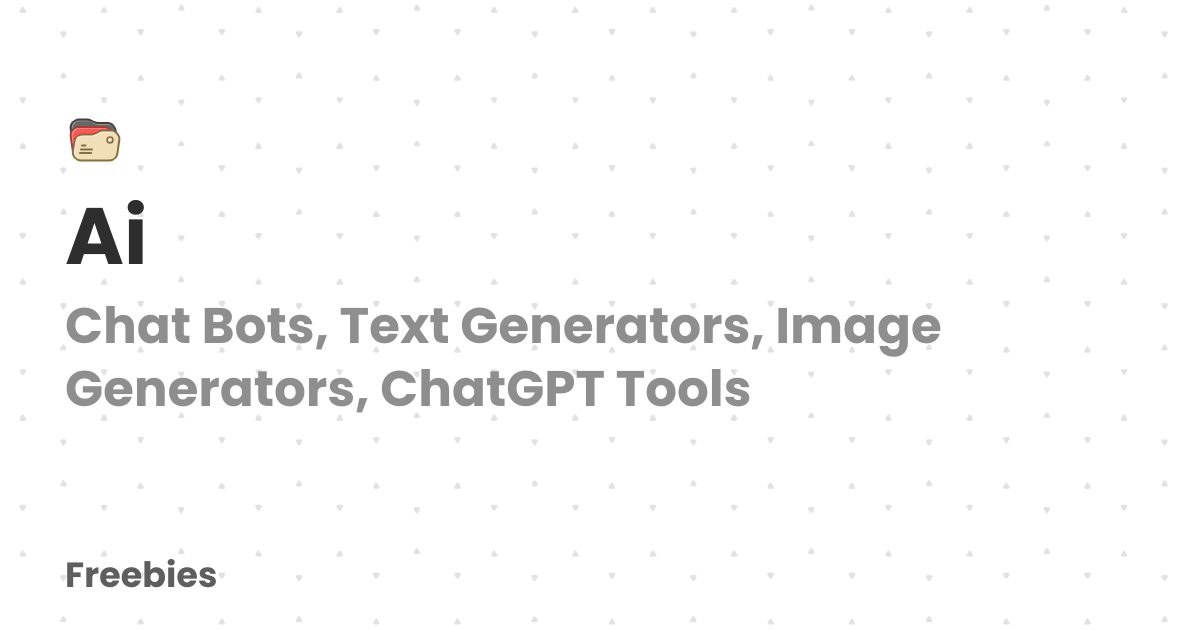 Ai
Chat Bots, Text Generators, Image
Generators, ChatGPT Tools
Freebies